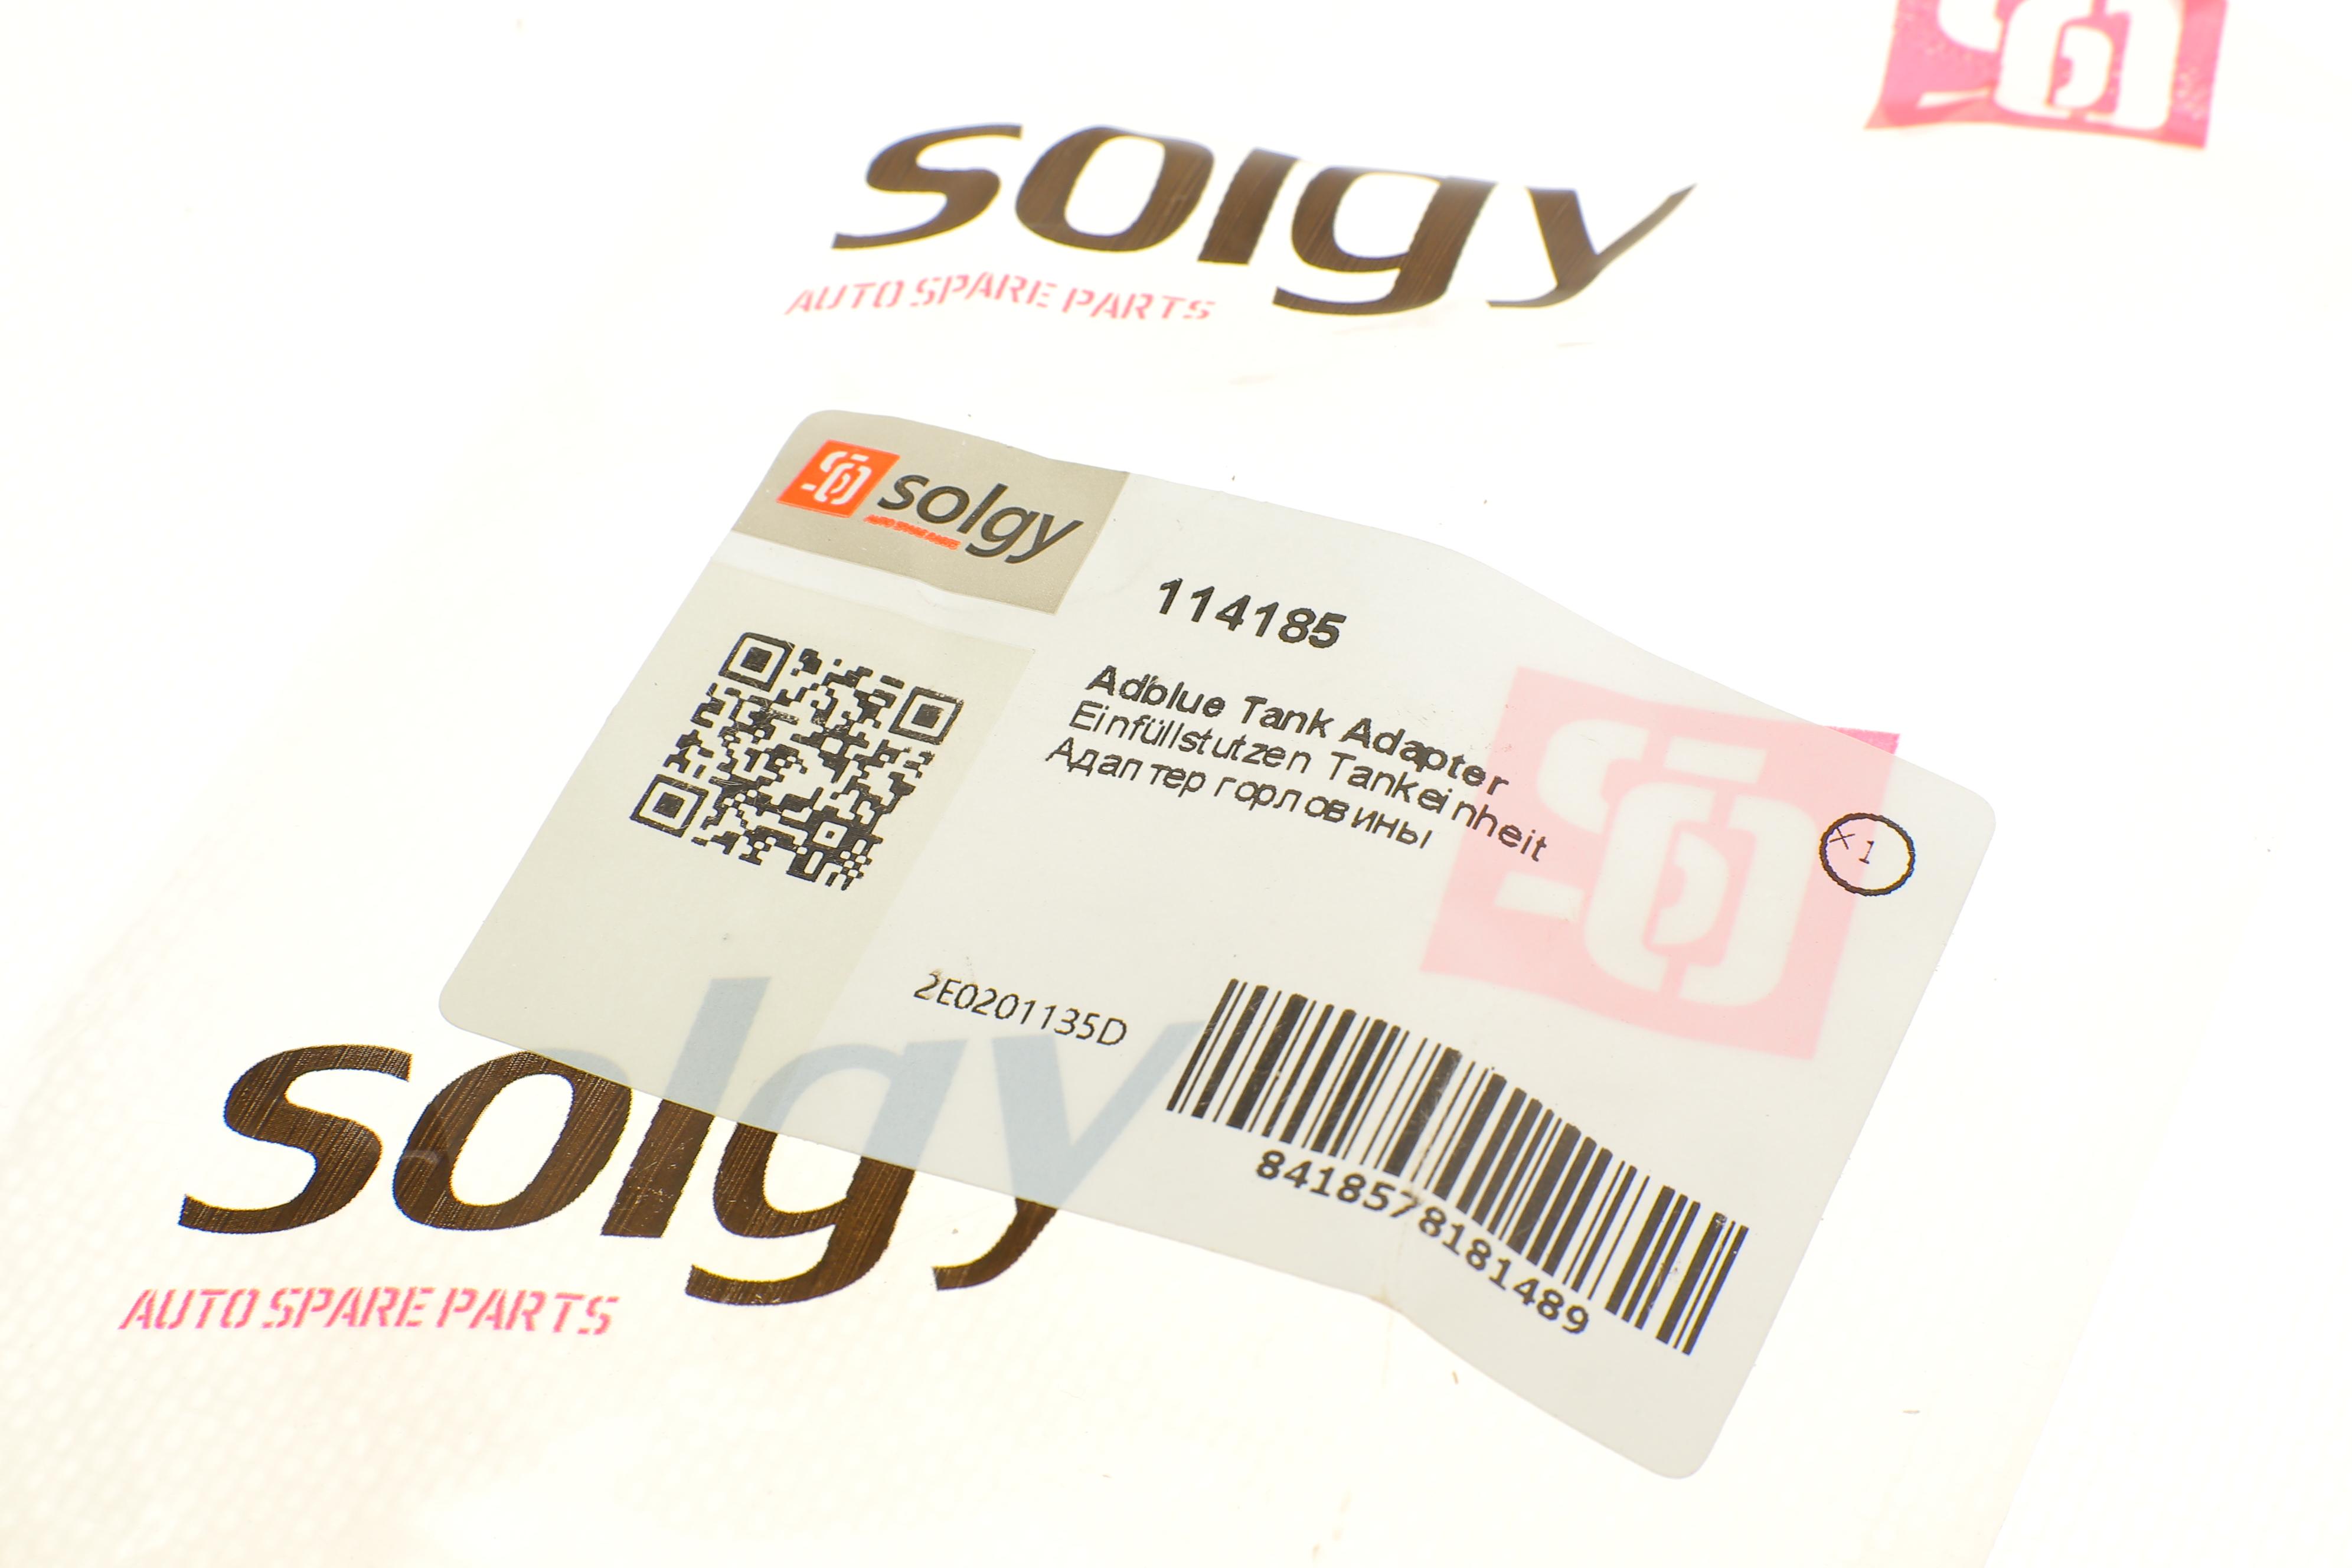 solgy
AUTO SPARE PARTS
solgy
AUTO SPARE PARTS
114185
Adblue Tank Adapter
Einfüllstutzen Tankeinheit
Адаптер горловины
x 1
2E0201135D
8418578181489
solgy
AUTO SPARE PARTS